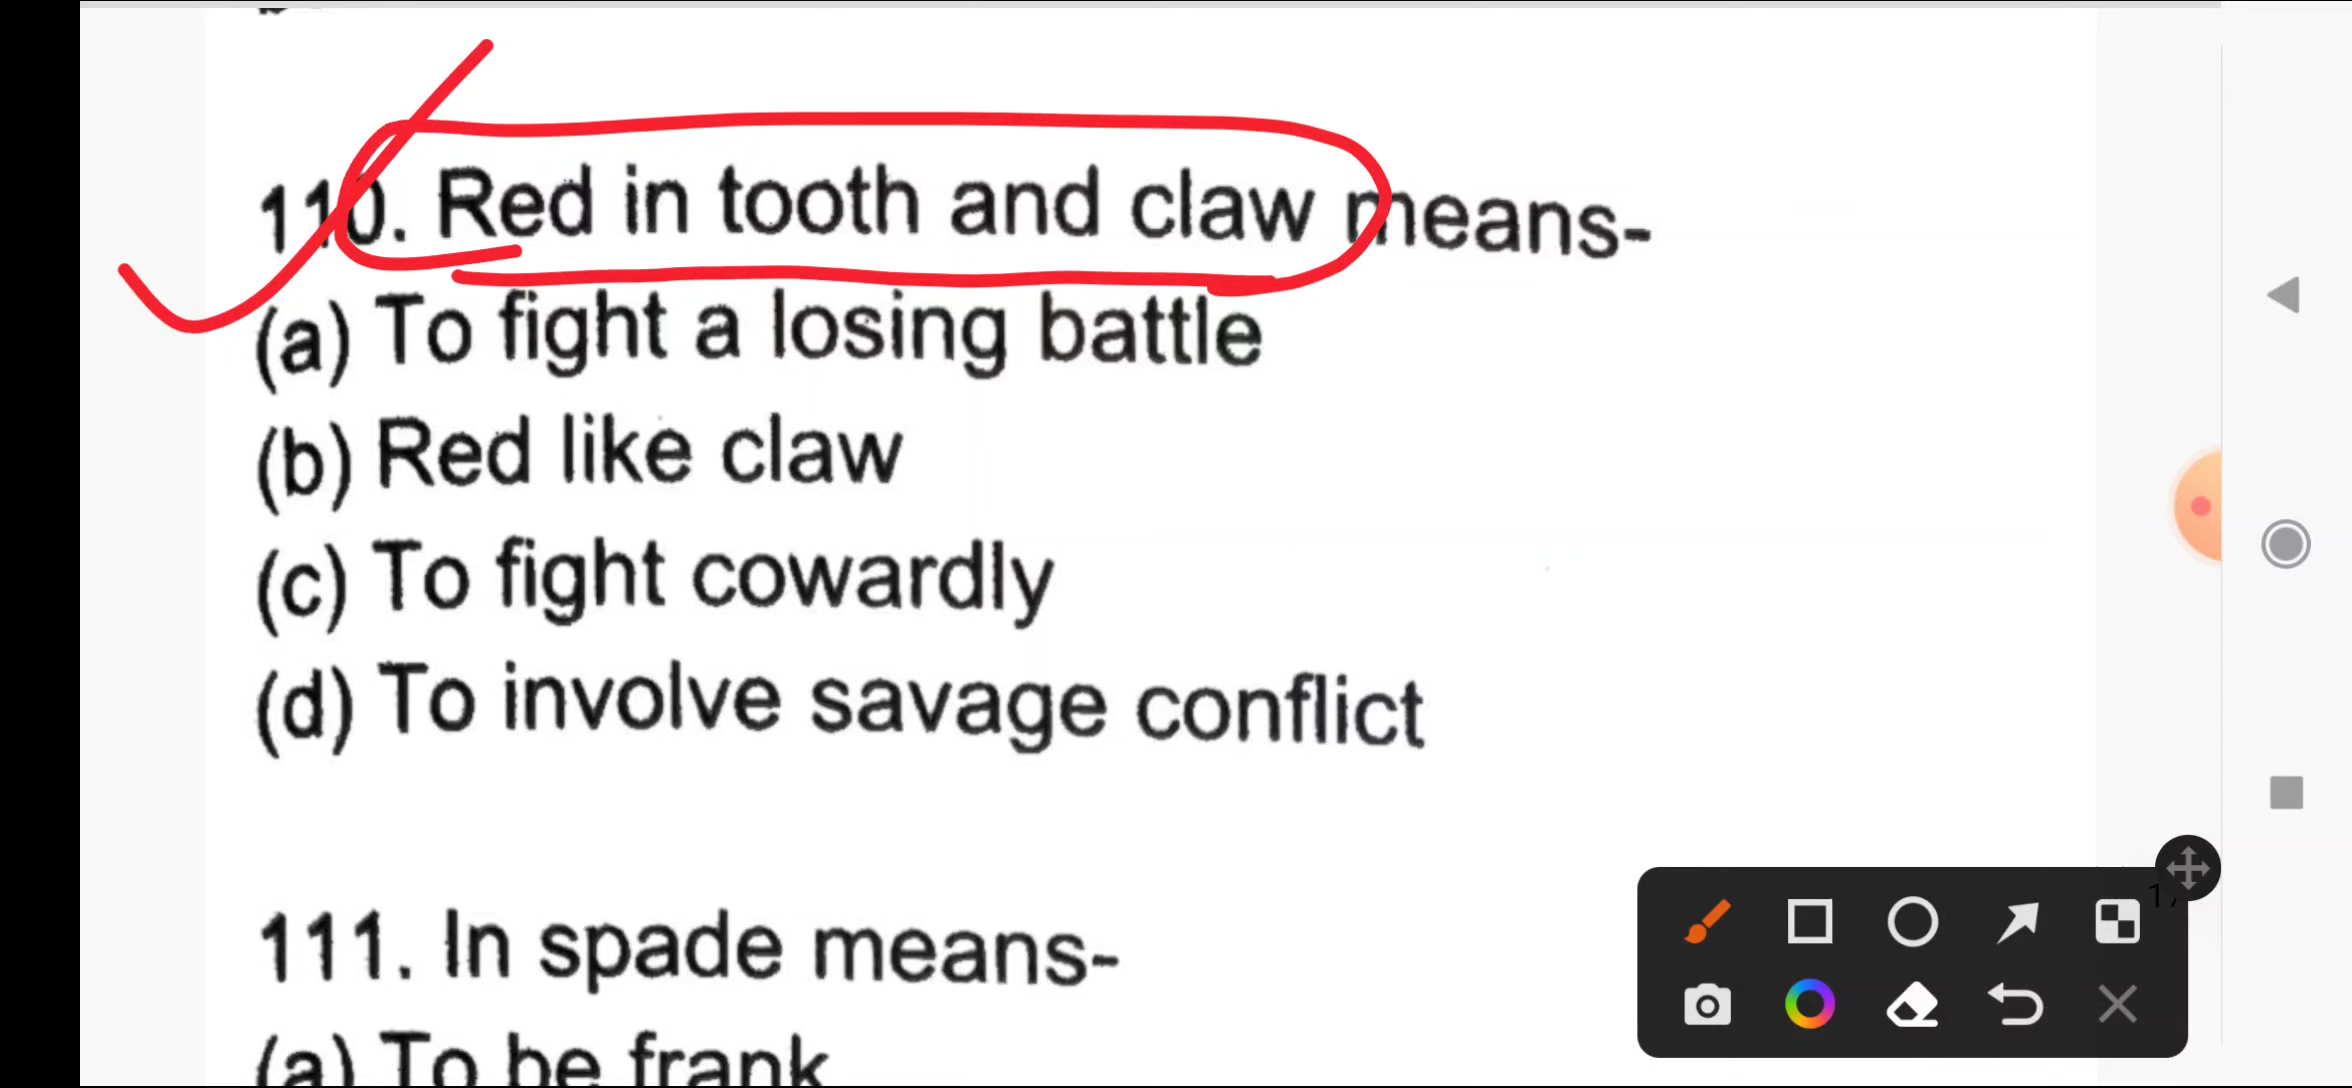 110. Red in tooth and claw means-
(a) To fight a losing battle
(b) Red like claw
(c) To fight cowardly
(d) To involve savage conflict
111. In spade means-
(a) To be frank